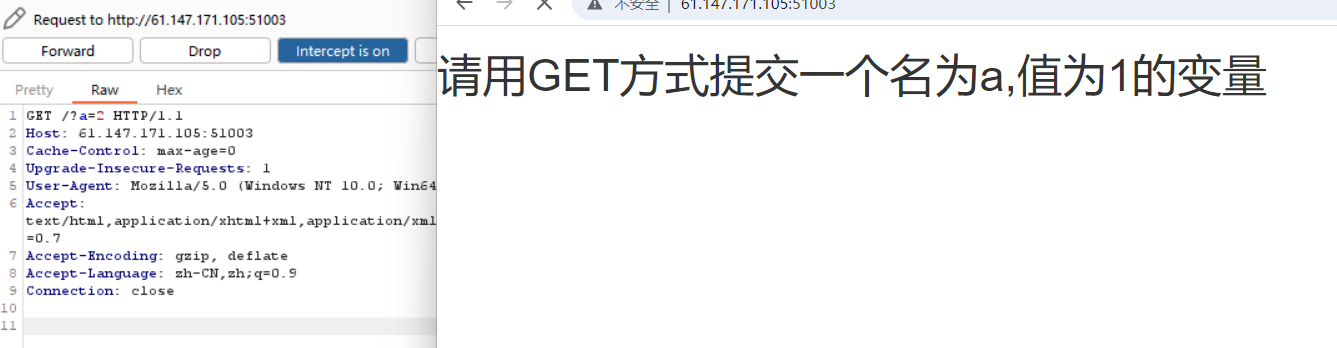 Request to http://61.147.171.105:51003
Forward
Drop
Intercept is on
Pretty
Raw
Hex
1 GET /?a=2 HTTP/1.1
2 Host: 61.147.171.105:51003
3 Cache-Control: max-age=0
4 Upgrade-Insecure-Requests: 1
5 User-Agent: Mozilla/5.0 (Windows NT 10.0; Win64
6 Accept:
text/html,application/xhtml+xml,application/xml
=0.7
7 Accept-Encoding: gzip, deflate
8 Accept-Language: zh-CN,zh;q=0.9
9 Connection: close
10
11
不安全 | 61.147.171.105:51003
请用GET方式提交一个名为a,值为1的变量